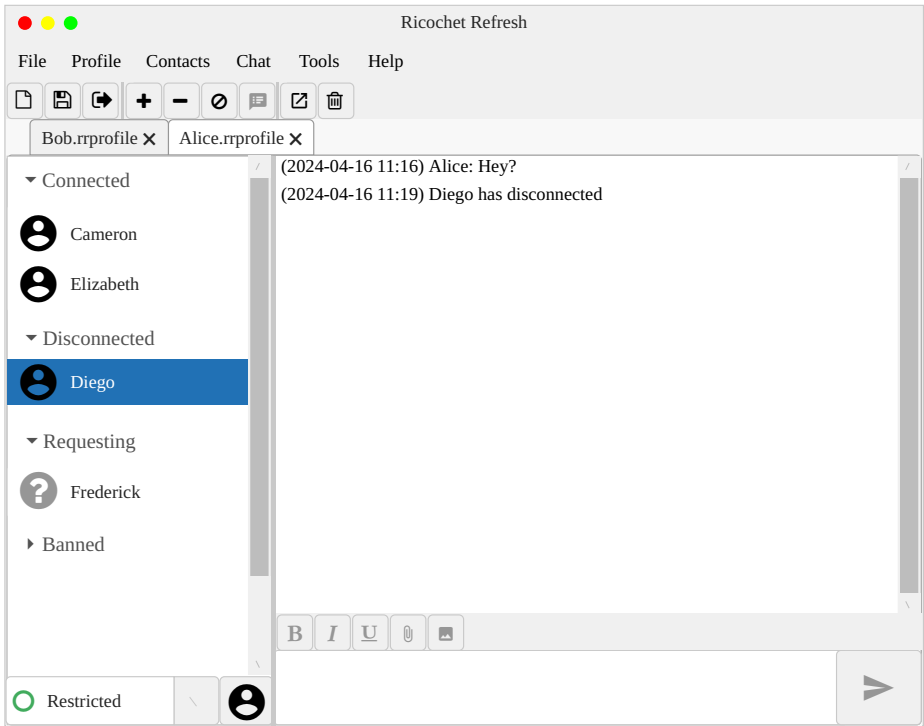 Ricochet Refresh
File Profile Contacts Chat Tools Help
Bob.rrprofile Alice.rrprofile
Connected
Cameron
Elizabeth
Disconnected
Diego
Requesting
Frederick
Banned
Restricted
(2024-04-16 11:16) Alice: Hey?
(2024-04-16 11:19) Diego has disconnected
B I U